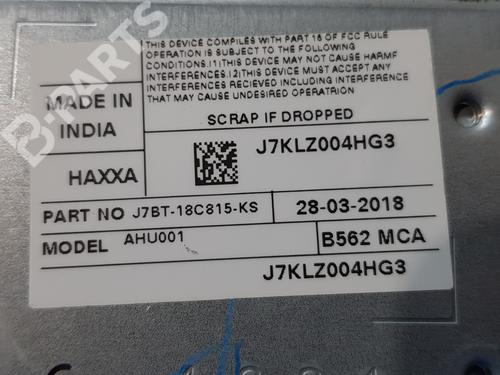 THIS DEVICE COMPLIES WITH PART 16 OF FCC RULE
OPERATION IS SUBJECT TO THE FOLLOWING
CONDITIONS.(1)THIS DEVICE MAY NOT CAUSE HARMF
INTERFERENCES.(2)THIS DEVICE MUST ACCEPT ANY
INTERFERENCES RECIEVED INCLUDING INTERFERENCE
THAT MAY CAUSE UNDESIRED OPERATRION
SCRAP IF DROPPED
MADE IN
INDIA
HAXXA
J7KLZ004HG3
PART NO J7BT-18C815-KS
28-03-2018
MODEL AHU001
B562 MCA
J7KLZ004HG3
B-PARTS